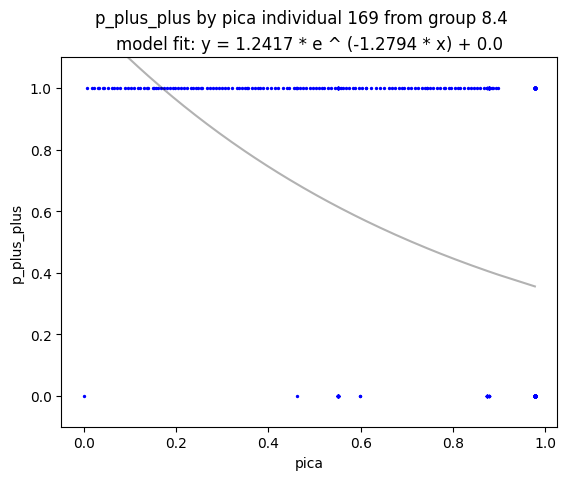 p_plus_plus by pica individual 169 from group 8.4
model fit: y = 1.2417 * e ^ (-1.2794 * x) + 0.0
1.0
0.8
0.6
0.4
0.2
0.0
p_plus_plus
0.0 0.2 0.4 0.6 0.8 1.0
pica